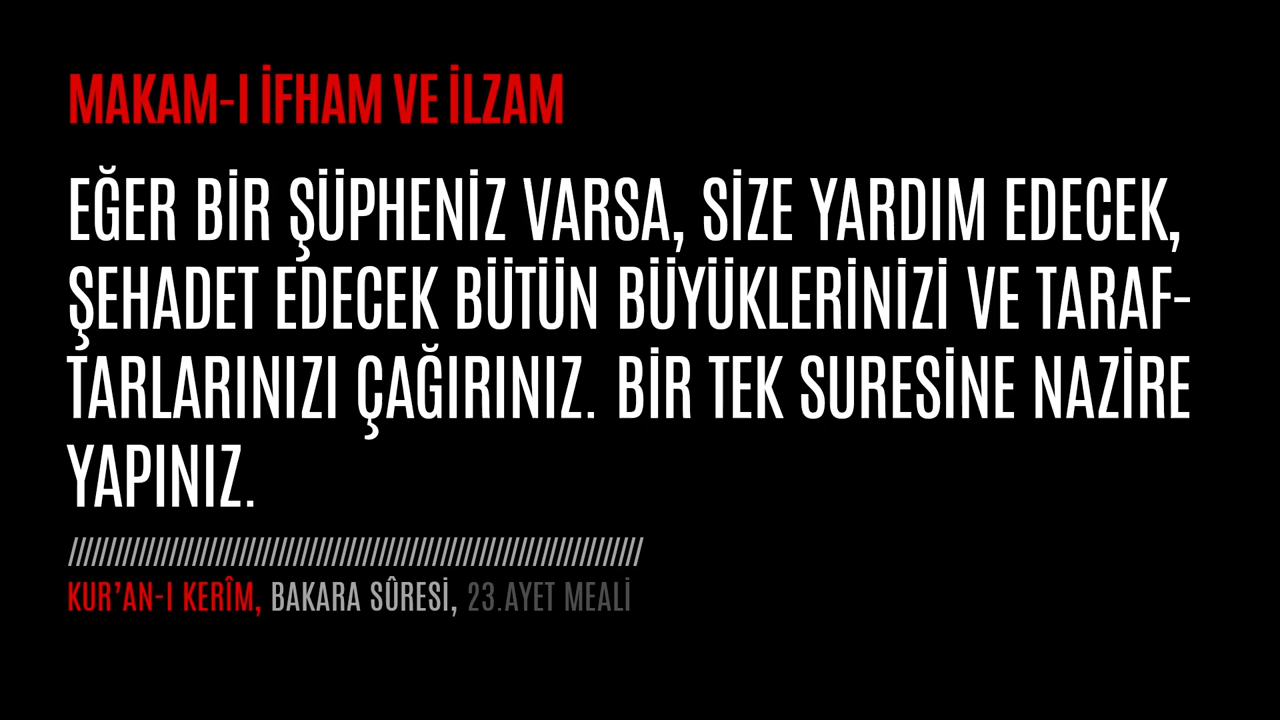 MAKAM-I İFHAM VE İLZAM
EĞER BİR ŞÜPHENİZ VARSA, SİZE YARDIM EDECEK,
ŞEHADET EDECEK BÜTÜN BÜYÜKLERİNİZİ VE TARAF-
TARLARINIZI ÇAĞIRINIZ. BİR TEK SURESİNE NAZİRE
YAPINIZ.
KUR’AN-I KERÎM, BAKARA SÛRESİ, 23.AYET MEALİ